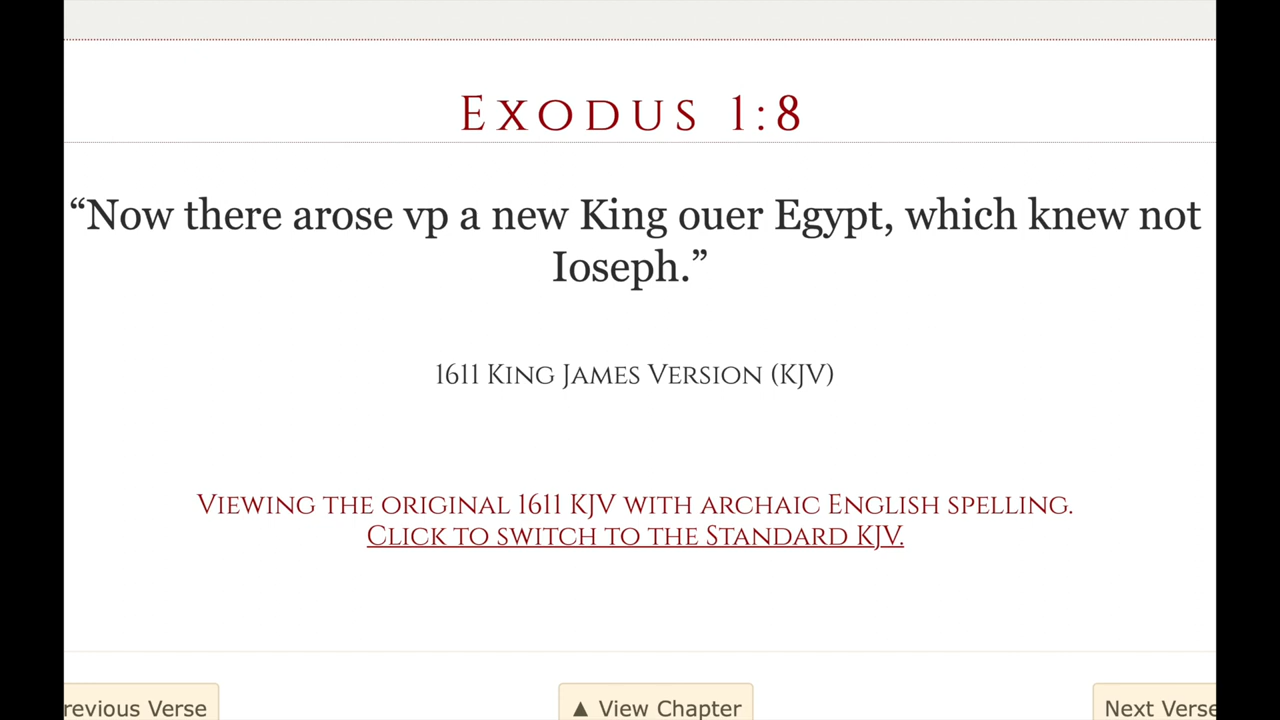 Exodus 1:8
“Now there arose vp a new King ouer Egypt, which knew not
Ioseph.”
1611 King James Version (KJV)
Viewing the original 1611 KJV with archaic English spelling.
Click to switch to the Standard KJV.
revious Verse
▲ View Chapter
Next Verse